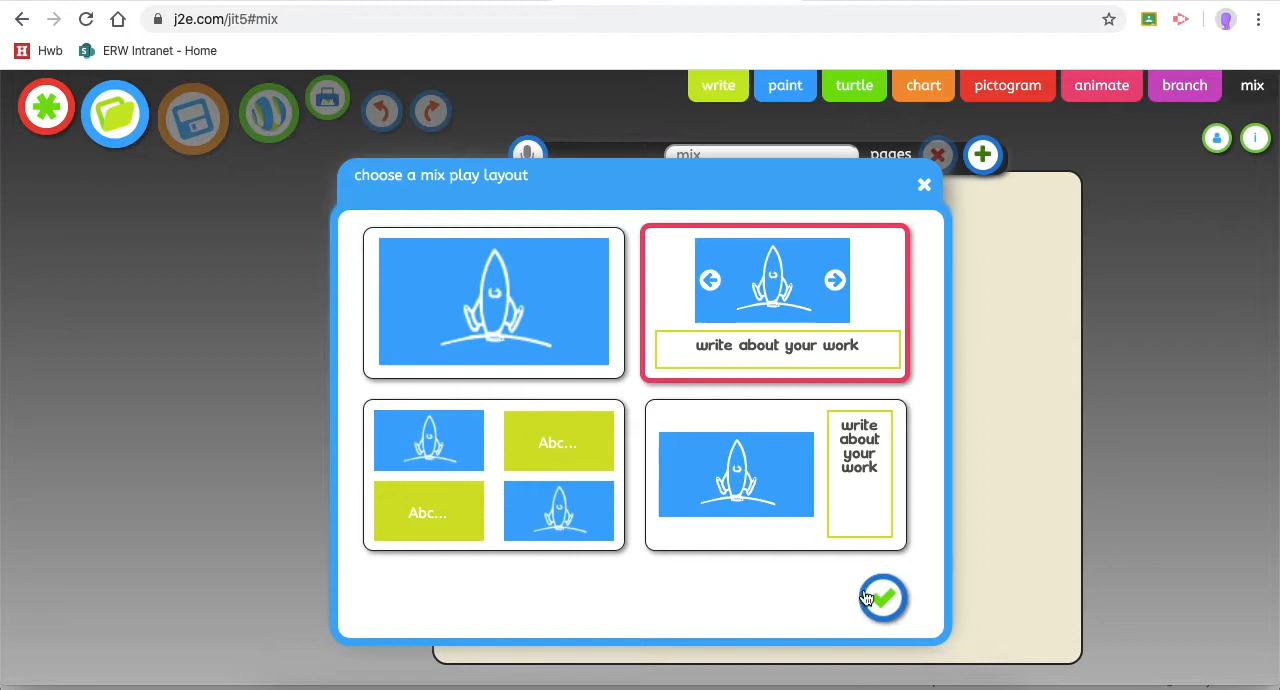 j2e.com/jit5#mix
H Hwb
S ERW Intranet - Home
write
paint
turtle
chart
pictogram
animate
branch
mix
i
mix
pages
choose a mix play layout
write about your work
Abc...
Abc...
write
about
your
work